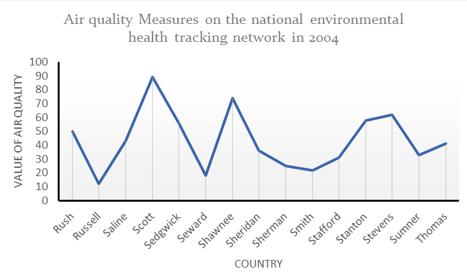 Air quality Measures on the national environmental
health tracking network in 2004
VALUE OF AIR QUALITY
100
90
80
70
60
50
40
30
20
10
0
Rush
Russell
Saline
Scott
Sedgwick
Seward
Shawnee
Sheridan
Sherman
Smith
Stafford
Stanton
Stevens
Sumner
Thomas
COUNTRY